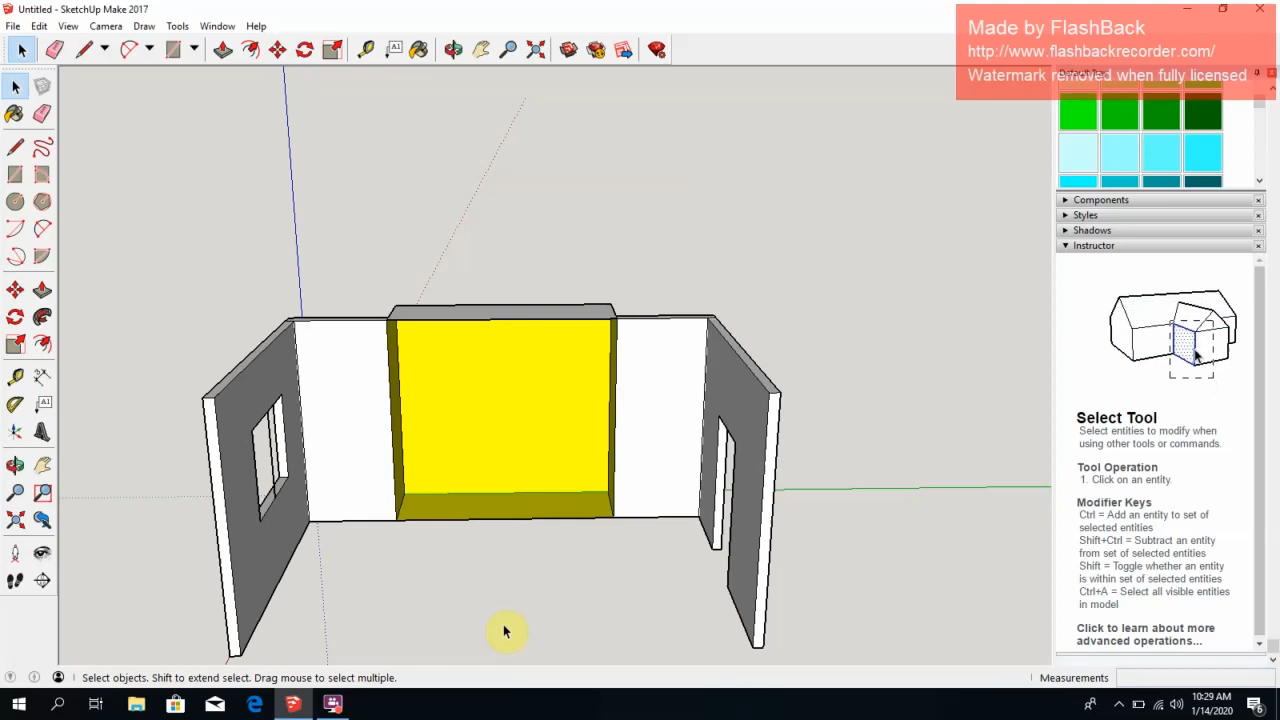 Untitled - SketchUp Make 2017
File Edit View Camera Draw Tools Window Help
Made by FlashBack
http://www.flashbackrecorder.com/
Watermark removed when fully licensed
A1
A1
Components
Styles
Shadows
Instructor
Select Tool
Select entities to modify when
using other tools or commands.
Tool Operation
1. Click on an entity.
Modifier Keys
Ctrl = Add an entity to set of
selected entities
Shift+Ctrl = Subtract an entity
from set of selected entities
Shift = Toggle whether an entity
is within set of selected entities
Ctrl+A = Select all visible entities
in model
Click to learn about more
advanced operations...
Select objects. Shift to extend select. Drag mouse to select multiple.
Measurements
10:29 AM
1/14/2020
6